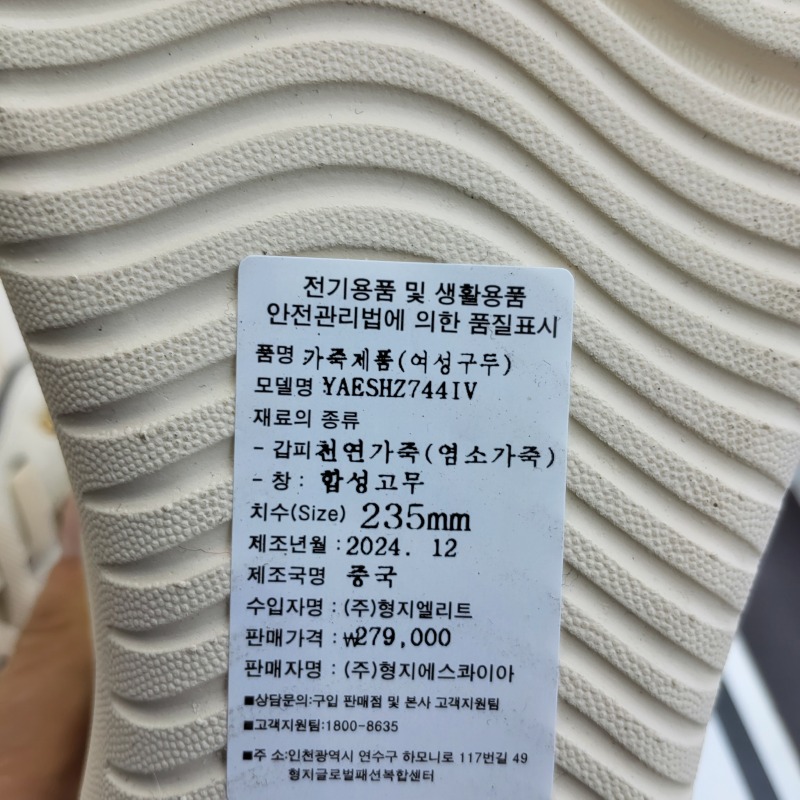 전기용품 및 생활용품
안전관리법에 의한 품질표시
품명 가죽제품(여성구두)
모델명 YAESHZ744IV
재료의 종류
- 갑피 천연가죽(염소가죽)
- 창 : 합성고무
치수(Size) 235mm
제조년월 : 2024. 12
제조국명 중국
수입자명 : (주)형지엘리트
판매가격 : ₩279,000
판매자명 : (주)형지에스콰이아
■상담문의:구입 판매점 및 본사 고객지원팀
■고객지원팀:1800-8635
■주 소:인천광역시 연수구 하모니로 117번길 49
형지글로벌패션복합센터